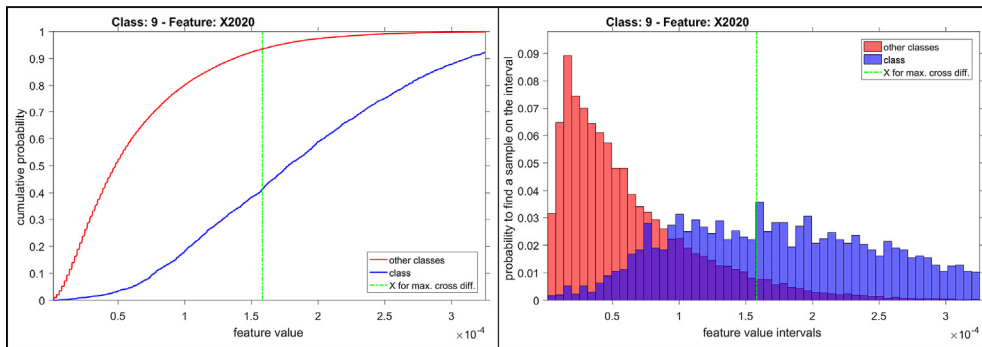 Class: 9 - Feature: X2020
cumulative probability
1
0.9
0.8
0.7
0.6
0.5
0.4
0.3
0.2
0.1
0
0.5
1
1.5
2
2.5
3
×10⁻⁴
feature value
other classes
class
X for max. cross diff.
Class: 9 - Feature: X2020
probability to find a sample on the interval
0.09
0.08
0.07
0.06
0.05
0.04
0.03
0.02
0.01
0
0.5
1
1.5
2
2.5
3
×10⁻⁴
feature value intervals
other classes
class
X for max. cross diff.